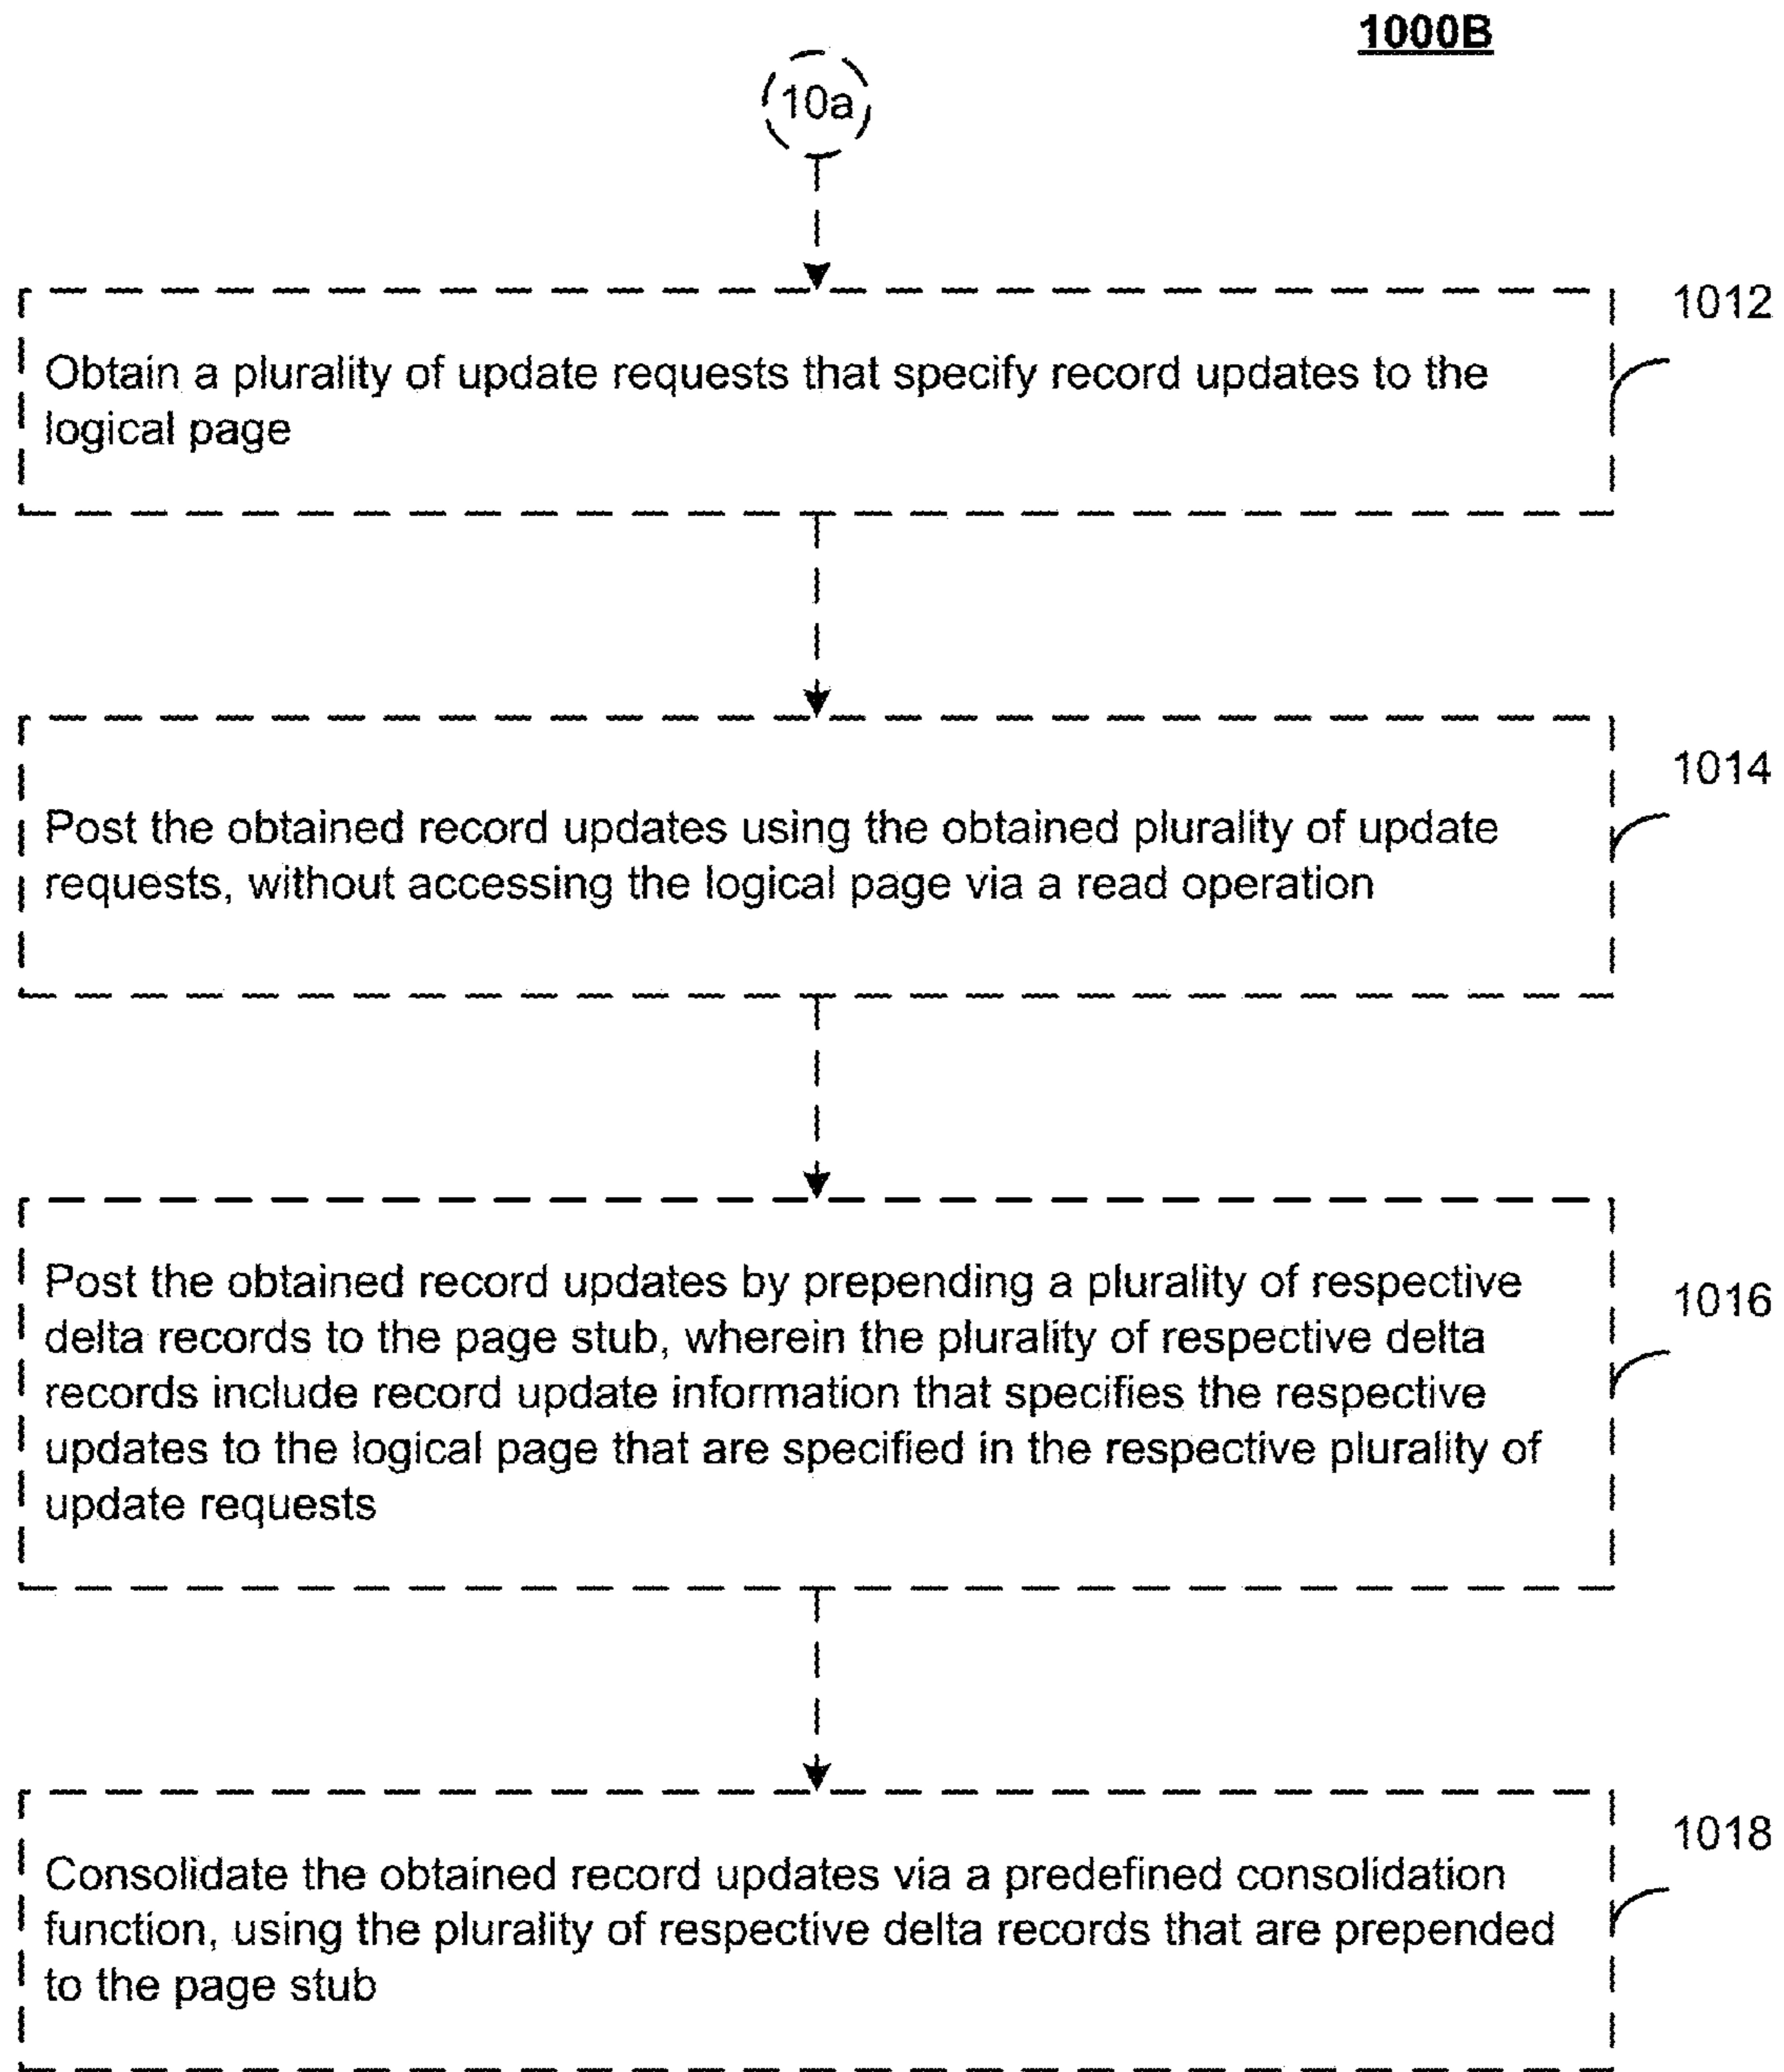 1000B
10a
1012
Obtain a plurality of update requests that specify record updates to the
logical page
1014
Post the obtained record updates using the obtained plurality of update
requests, without accessing the logical page via a read operation
Post the obtained record updates by prepending a plurality of respective
1016
delta records to the page stub, wherein the plurality of respective delta
records include record update information that specifies the respective
updates to the logical page that are specified in the respective plurality of
update requests
1018
Consolidate the obtained record updates via a predefined consolidation
function, using the plurality of respective delta records that are prepended
to the page stub